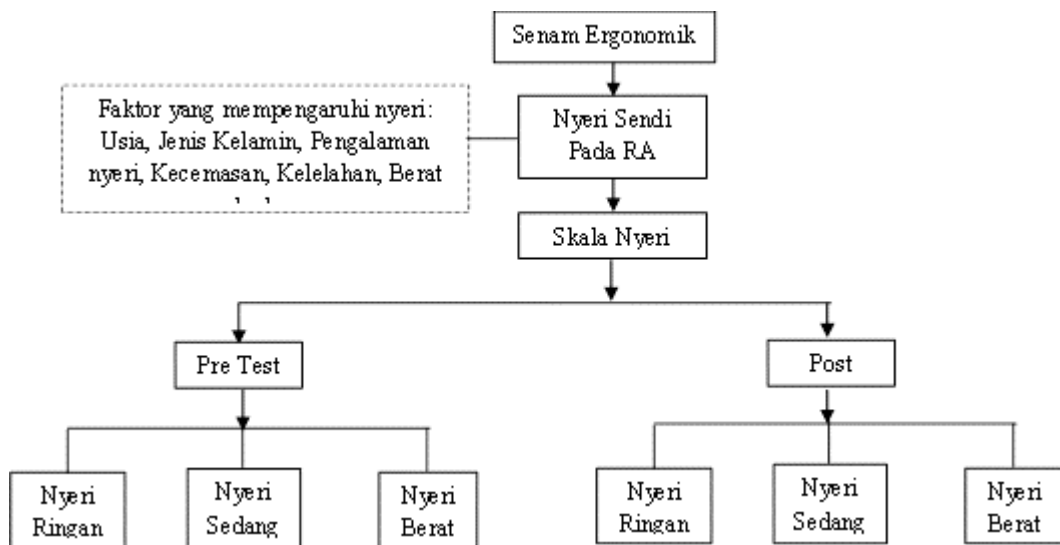 Senam Ergonomik
Faktor yang mempengaruhi nyeri:
Usia, Jenis Kelamin, Pengalaman
nyeri, Kecemasan, Kelelahan, Berat
Nyeri Sendi
Pada RA
Skala Nyeri
Pre Test
Post
Nyeri
Ringan
Nyeri
Sedang
Nyeri
Berat
Nyeri
Ringan
Nyeri
Sedang
Nyeri
Berat